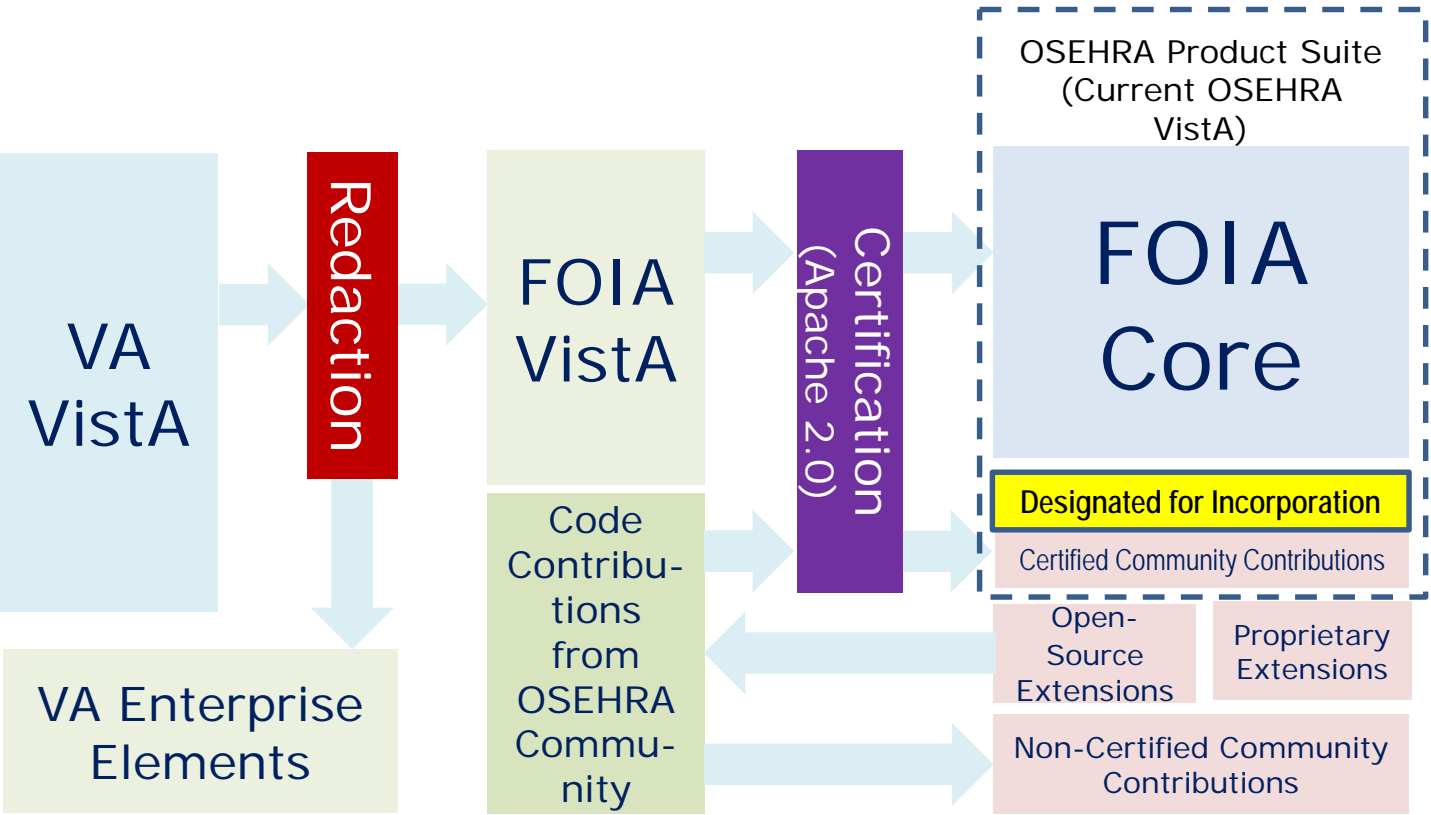 OSEHRA Product Suite
(Current OSEHRA
VistA)
VA
VistA
Redaction
FOIA
VistA
Certification
(Apache 2.0)
FOIA
Core
Designated for Incorporation
Certified Community Contributions
Code
Contribu-
tions
from
OSEHRA
Commu-
nity
Open-
Source
Extensions
Proprietary
Extensions
VA Enterprise
Elements
Non-Certified Community
Contributions